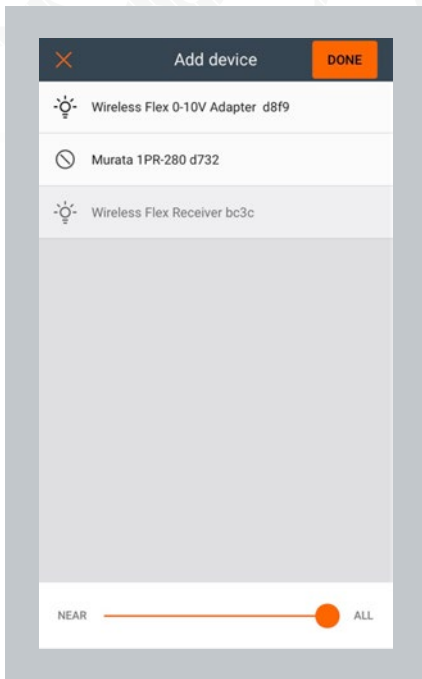 Add device
DONE
Wireless Flex 0-10V Adapter d8f9
Murata 1PR-280 d732
Wireless Flex Receiver bc3c
NEAR ALL